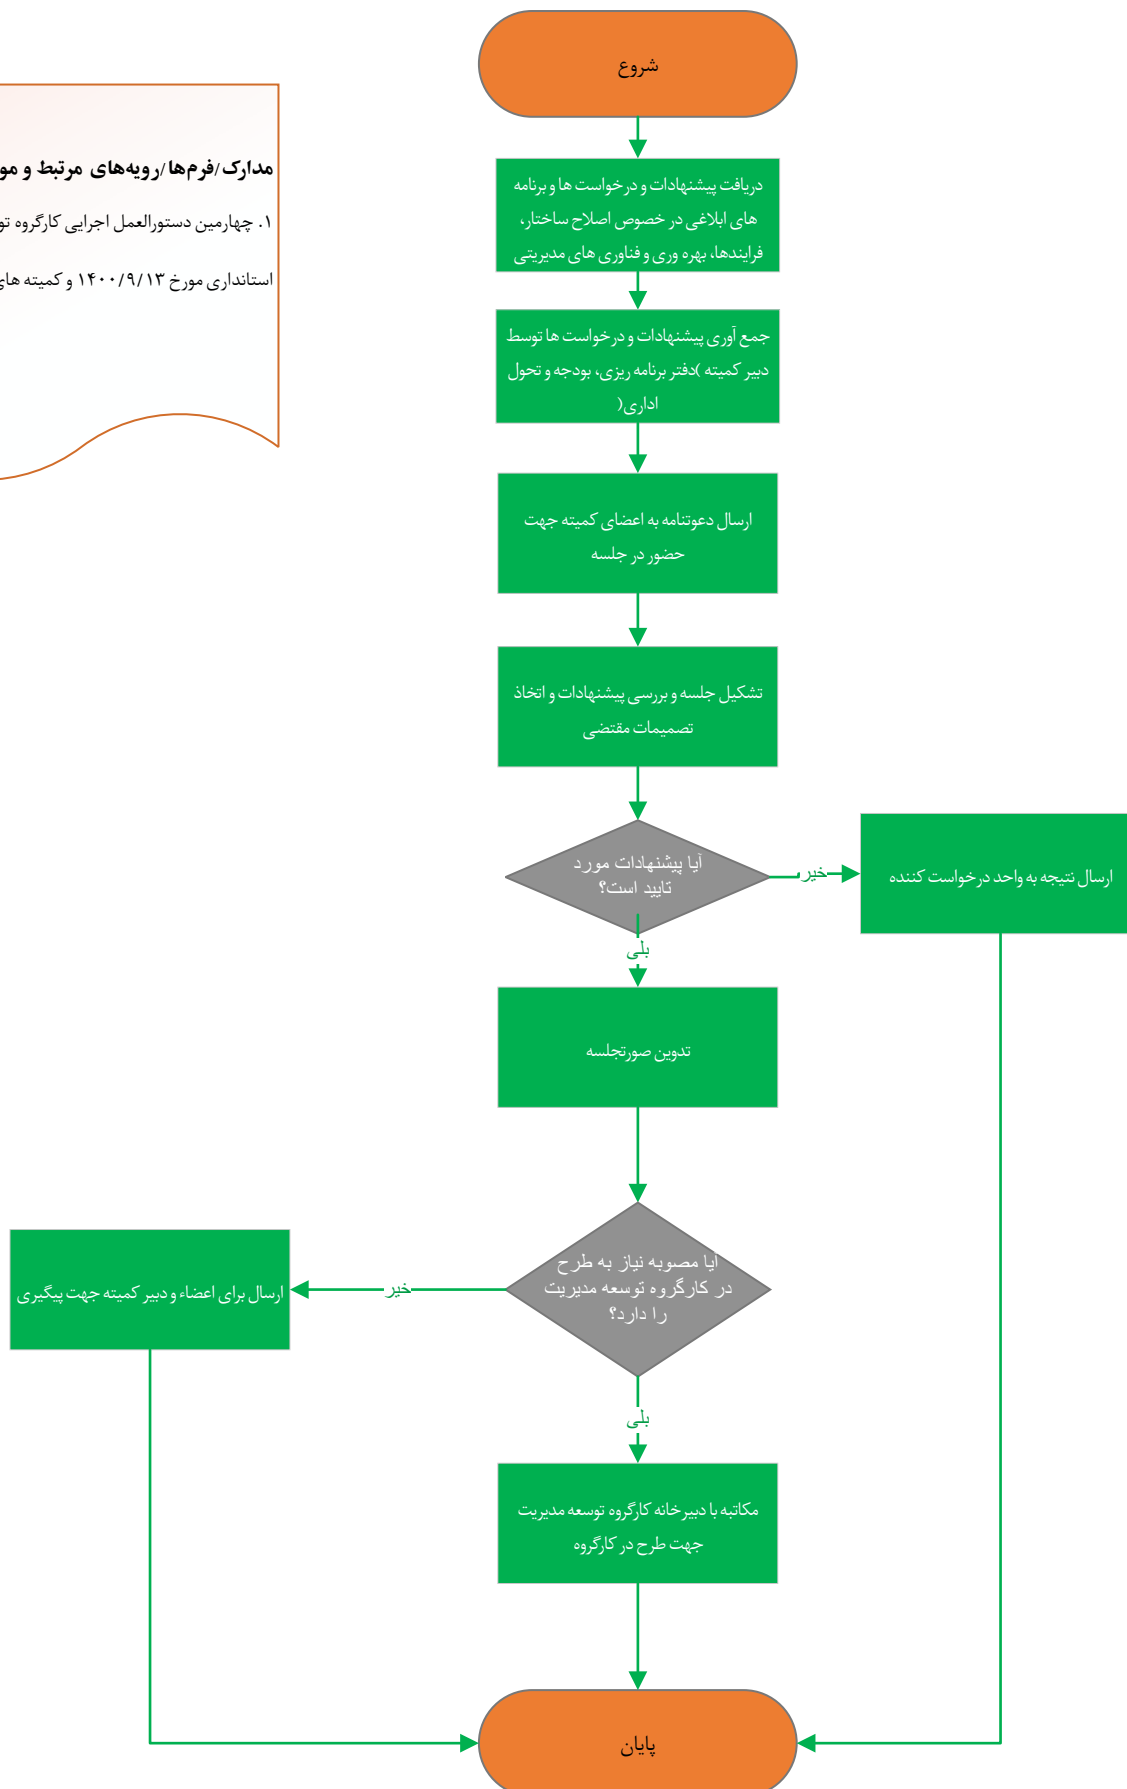 شروع
مدارک/فرم‌ها/رویه‌های مرتبط و
۱. چهارمین دستورالعمل اجرایی کارگروه
استانداری مورخ ۱۴۰۰/۹/۱۳ و کمیته های
دریافت پیشنهادات و درخواست ها و برنامه
های ابلاغی در خصوص اصلاح ساختار،
فرایندها، بهره وری و فناوری های مدیریتی
جمع آوری پیشنهادات و درخواست ها توسط
دبیر کمیته )دفتر برنامه ریزی، بودجه و تحول
اداری(
ارسال دعوتنامه به اعضای کمیته جهت
حضور در جلسه
تشکیل جلسه و بررسی پیشنهادات و اتخاذ
تصمیمات مقتضی
آیا پیشنهادات مورد
تایید است؟
خیر
ارسال نتیجه به واحد درخواست کننده
بلی
تدوین صورتجلسه
آیا مصوبه نیاز به طرح
در کارگروه توسعه مدیریت
را دارد؟
خیر
ارسال برای اعضاء و دبیر کمیته جهت پیگیری
بلی
مکاتبه با دبیرخانه کارگروه توسعه مدیریت
جهت طرح در کارگروه
پایان